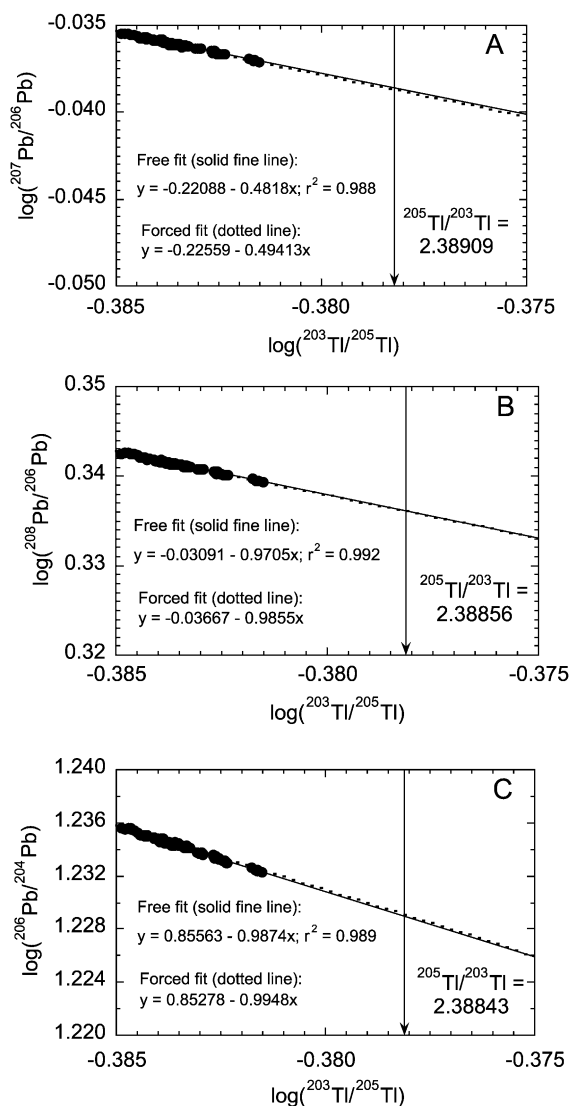 -0.035
A
-0.040
-0.045
-0.050
log(²⁰⁷Pb/²⁰⁶Pb)
Free fit (solid fine line):
y = -0.22088 - 0.4818x; r² = 0.988
Forced fit (dotted line):
y = -0.22559 - 0.49413x
²⁰⁵Tl/²⁰³Tl =
2.38909
-0.385 -0.380 -0.375
log(²⁰³Tl/²⁰⁵Tl)
0.35
B
0.34
0.33
0.32
log(²⁰⁸Pb/²⁰⁶Pb)
Free fit (solid fine line):
y = -0.03091 - 0.9705x; r² = 0.992
Forced fit (dotted line):
y = -0.03667 - 0.9855x
²⁰⁵Tl/²⁰³Tl =
2.38856
-0.385 -0.380 -0.375
log(²⁰³Tl/²⁰⁵Tl)
1.240
C
1.236
1.232
1.228
1.224
1.220
log(²⁰⁶Pb/²⁰⁴Pb)
Free fit (solid fine line):
y = 0.85563 - 0.9874x; r² = 0.989
Forced fit (dotted line):
y = 0.85278 - 0.9948x
²⁰⁵Tl/²⁰³Tl =
2.38843
-0.385 -0.380 -0.375
log(²⁰³Tl/²⁰⁵Tl)